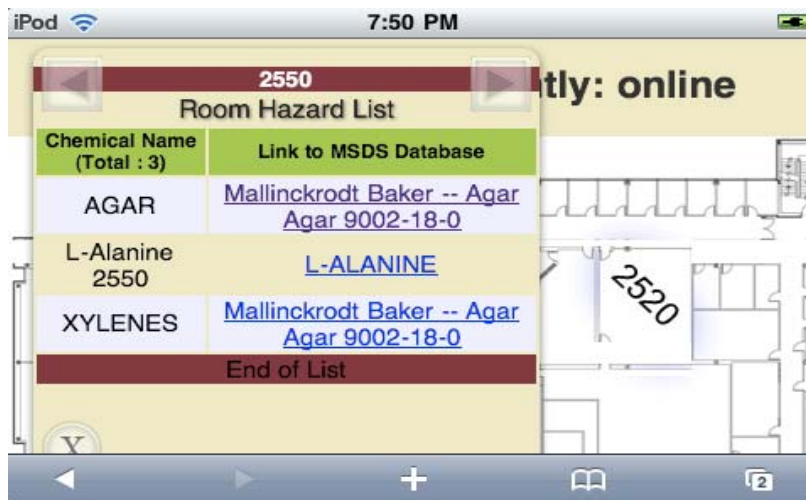 iPod 7:50 PM
2550
tly: online
Room Hazard List
Chemical Name
(Total : 3)
Link to MSDS Database
AGAR
Mallinckrodt Baker -- Agar
Agar 9002-18-0
L-Alanine
2550
L-ALANINE
XYLENES
Mallinckrodt Baker -- Agar
Agar 9002-18-0
End of List
2520
X
2